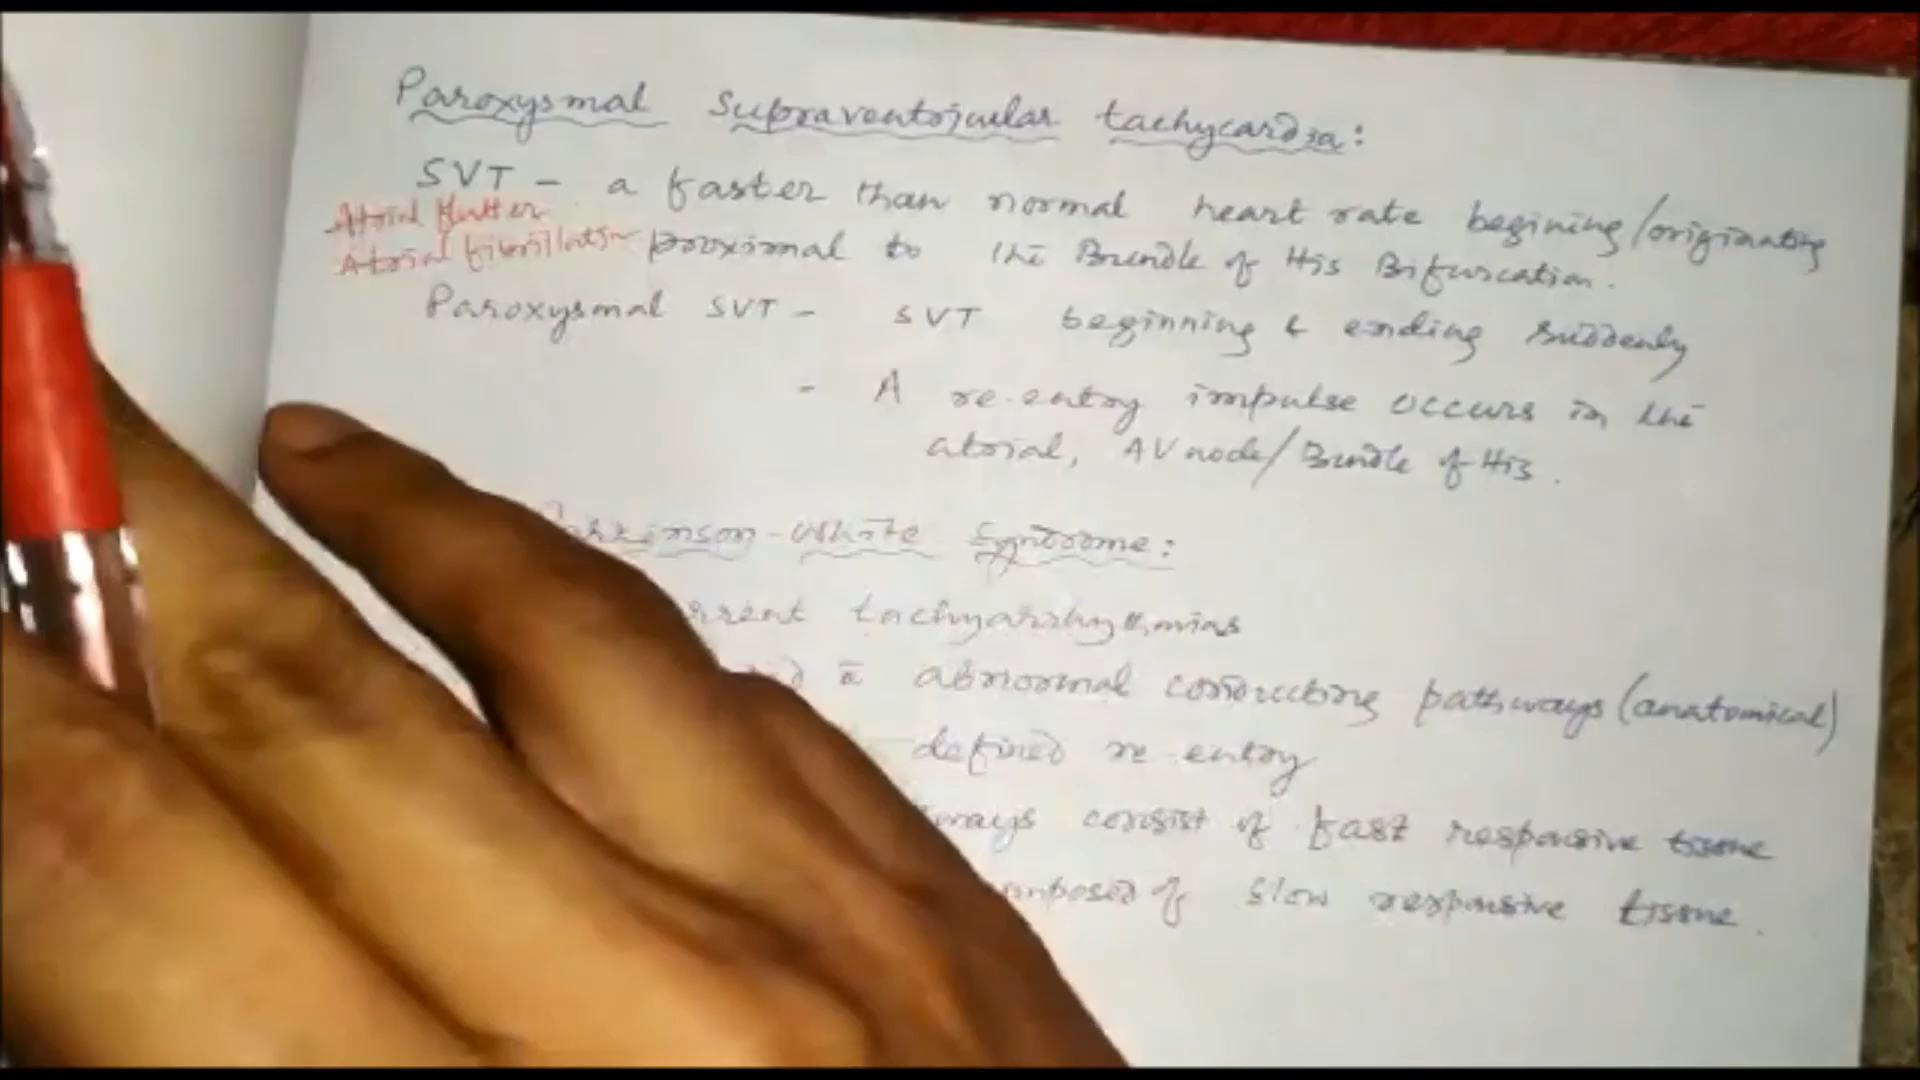 Paroxysmal Supraventricular tachycardia:
SVT - a faster than normal heart rate begining/originating
Atrial flutter
Atrial fibrillation proximal to the Bundle of His Bifurcation.
Paroxysmal SVT - SVT beginning & ending suddenly
- A re-entry impulse occurs in the
atrial, AV node/Bundle of His.
-White Syndrome:
tachyarrhythmias
c̄ abnormal conducting pathways (anatomical)
defined re-entry
consist of fast responsive tissue
of slow responsive tissue.